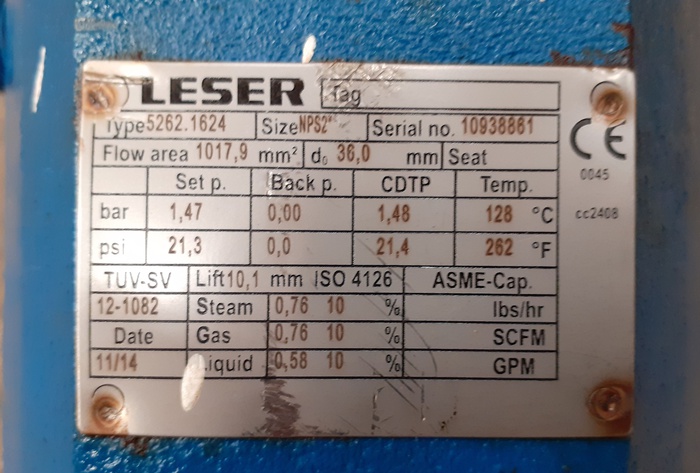 LESER Tag
Type 5262.1624 Size NPS2" Serial no. 10938861
Flow area 1017,9 mm² d₀ 36,0 mm Seat
Set p. Back p. CDTP Temp.
bar 1,47 0,00 1,48 128 °C
psi 21,3 0,0 21,4 262 °F
TUV-SV Lift 10,1 mm ISO 4126 ASME-Cap.
12-1082 Steam 0,76 10 % lbs/hr
Date Gas 0,76 10 % SCFM
11/14 Liquid 0,58 10 % GPM
CE
0045
cc2408